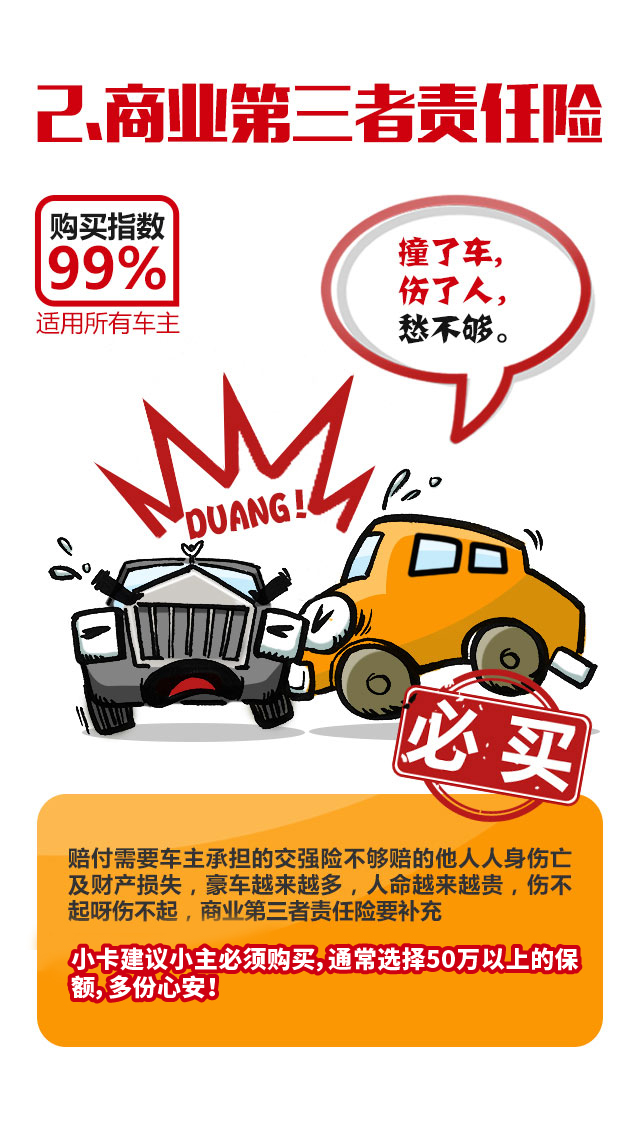 2、商业第三者责任险
购买指数
99%
适用所有车主
撞了车，
伤了人，
愁不够。
DUANG!
必买
赔付需要车主承担的交强险不够赔的他人人身伤亡
及财产损失，豪车越来越多，人命越来越贵，伤不
起呀伤不起，商业第三者责任险要补充
小卡建议小主必须购买，通常选择50万以上的保
额，多份心安！